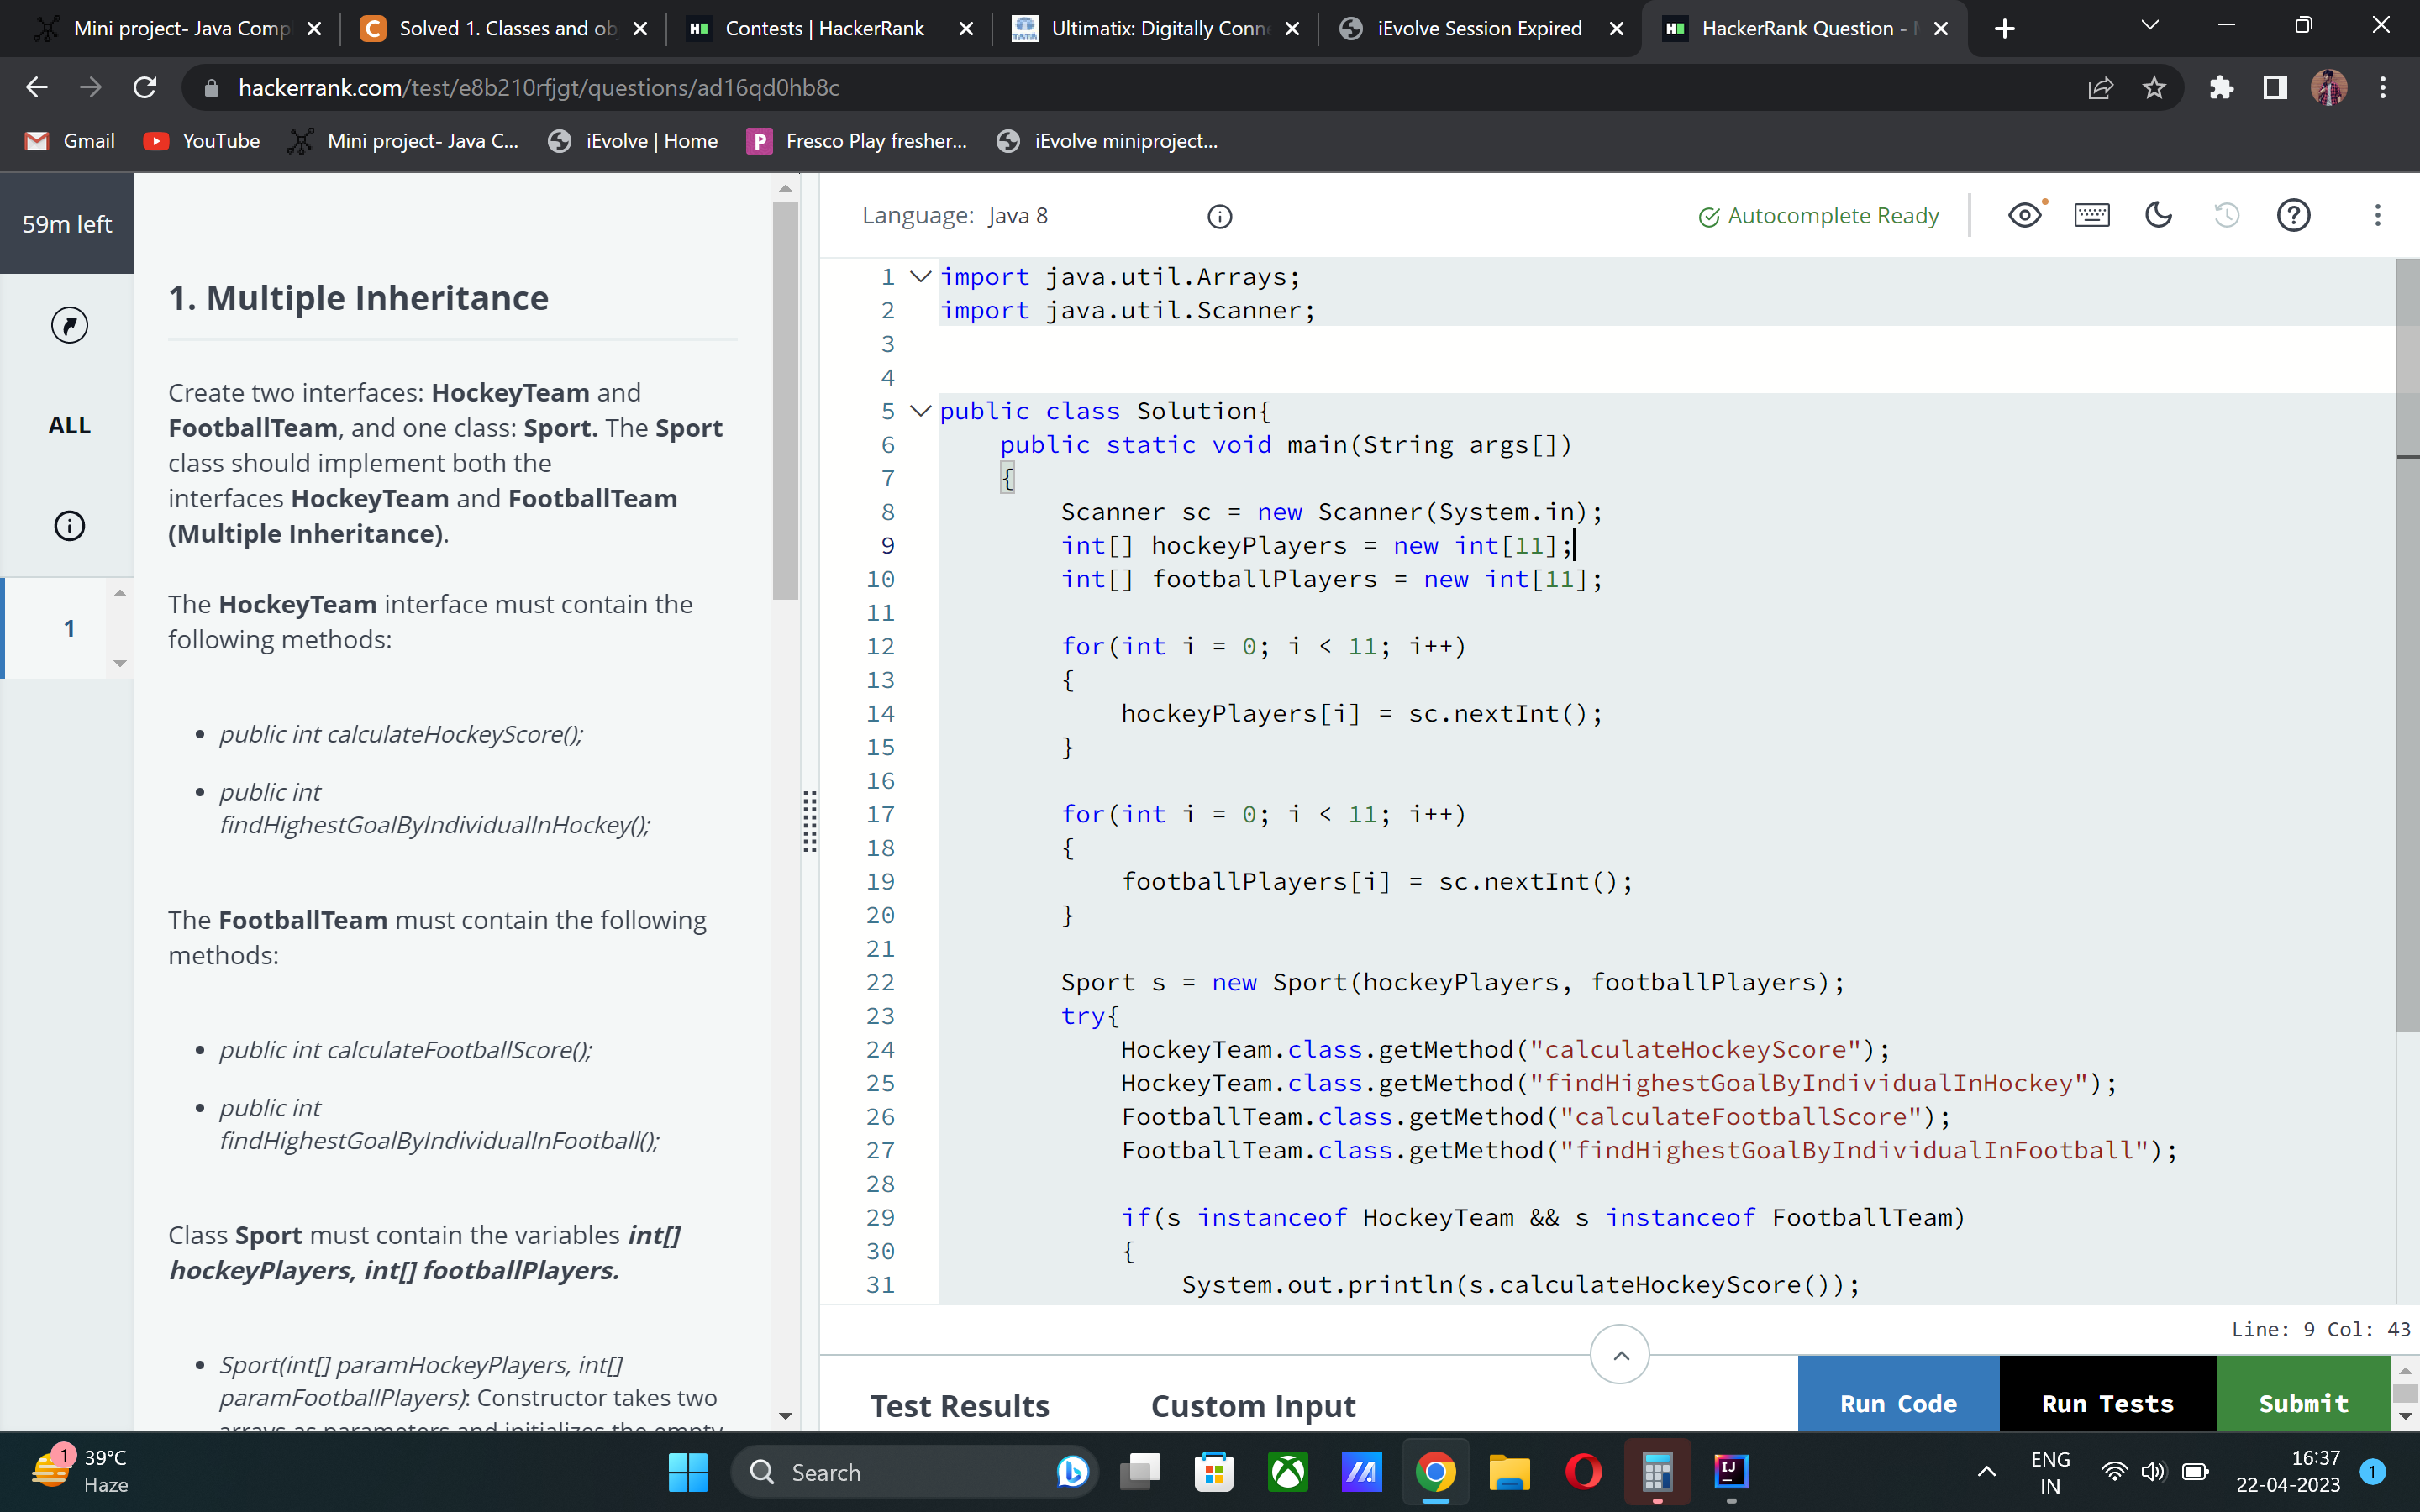 Mini project- Java Comp
Solved 1. Classes and ob
Contests | HackerRank
Ultimatix: Digitally Conne
iEvolve Session Expired
HackerRank Question -
hackerrank.com/test/e8b210rfjgt/questions/ad16qd0hb8c
Gmail
YouTube
Mini project- Java C...
iEvolve | Home
Fresco Play fresher...
iEvolve miniproject...
59m left
ALL
1
1. Multiple Inheritance
Create two interfaces: HockeyTeam and
FootballTeam, and one class: Sport. The Sport
class should implement both the
interfaces HockeyTeam and FootballTeam
(Multiple Inheritance).
The HockeyTeam interface must contain the
following methods:
• public int calculateHockeyScore();
• public int
findHighestGoalByIndividualInHockey();
The FootballTeam must contain the following
methods:
• public int calculateFootballScore();
• public int
findHighestGoalByIndividualInFootball();
Class Sport must contain the variables int[]
hockeyPlayers, int[] footballPlayers.
• Sport(int[] paramHockeyPlayers, int[]
paramFootballPlayers): Constructor takes two
arrays as parameters and initializes the empty
Language: Java 8
Autocomplete Ready
1 import java.util.Arrays;
2 import java.util.Scanner;
3
4
5 public class Solution{
6 public static void main(String args[])
7 {
8 Scanner sc = new Scanner(System.in);
9 int[] hockeyPlayers = new int[11];
10 int[] footballPlayers = new int[11];
11
12 for(int i = 0; i < 11; i++)
13 {
14 hockeyPlayers[i] = sc.nextInt();
15 }
16
17 for(int i = 0; i < 11; i++)
18 {
19 footballPlayers[i] = sc.nextInt();
20 }
21
22 Sport s = new Sport(hockeyPlayers, footballPlayers);
23 try{
24 HockeyTeam.class.getMethod("calculateHockeyScore");
25 HockeyTeam.class.getMethod("findHighestGoalByIndividualInHockey");
26 FootballTeam.class.getMethod("calculateFootballScore");
27 FootballTeam.class.getMethod("findHighestGoalByIndividualInFootball");
28
29 if(s instanceof HockeyTeam && s instanceof FootballTeam)
30 {
31 System.out.println(s.calculateHockeyScore());
Line: 9 Col: 43
Test Results
Custom Input
Run Code
Run Tests
Submit
1
39°C
Haze
Search
ENG
IN
16:37
22-04-2023
1